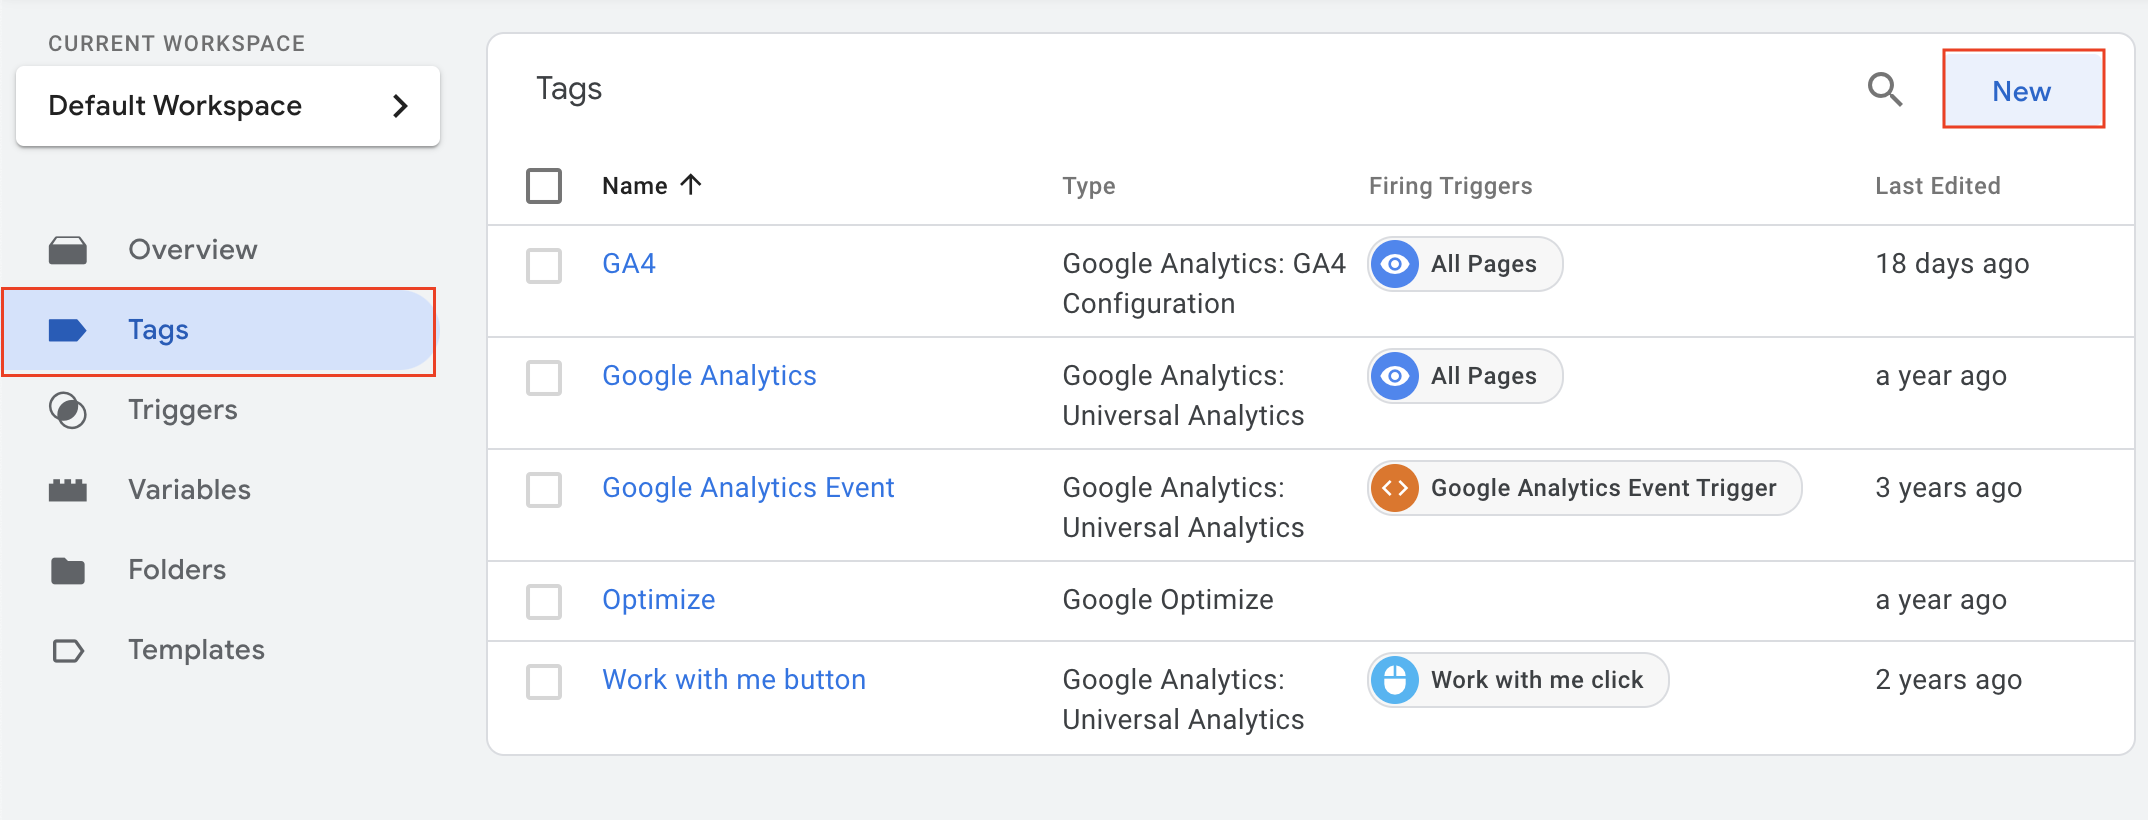 CURRENT WORKSPACE
Default Workspace
Overview
Tags
Triggers
Variables
Folders
Templates
Tags
New
Name Type Firing Triggers Last Edited
GA4 Google Analytics: GA4 All Pages 18 days ago
Configuration
Google Analytics Google Analytics: All Pages a year ago
Universal Analytics
Google Analytics Event Google Analytics: Google Analytics Event Trigger 3 years ago
Universal Analytics
Optimize Google Optimize a year ago
Work with me button Google Analytics: Work with me click 2 years ago
Universal Analytics